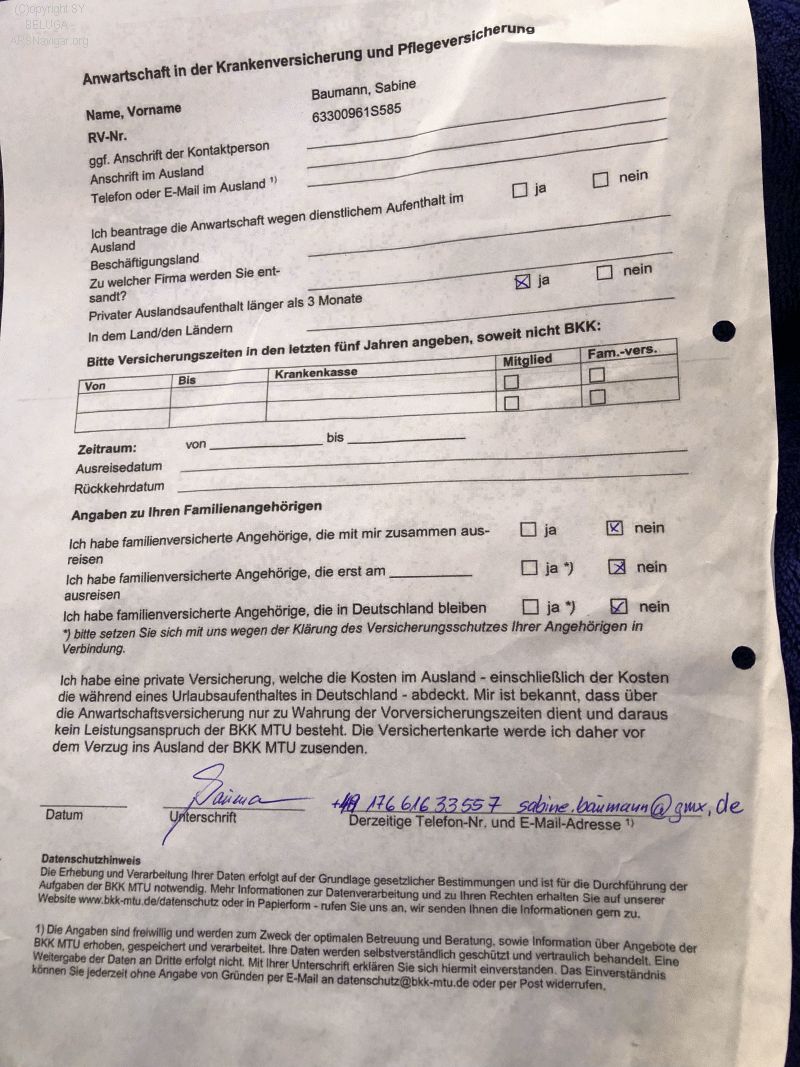 (C)opyright SY
BELUGA -
ARSNavigar.org
Anwartschaft in der Krankenversicherung und Pflegeversicherung
Name, Vorname Baumann, Sabine
RV-Nr. 63300961S585
ggf. Anschrift der Kontaktperson
Anschrift im Ausland
Telefon oder E-Mail im Ausland 1)
Ich beantrage die Anwartschaft wegen dienstlichem Aufenthalt im ja nein
Ausland
Beschäftigungsland
Zu welcher Firma werden Sie ent-
sandt?
Privater Auslandsaufenthalt länger als 3 Monate ja nein
In dem Land/den Ländern
Bitte Versicherungszeiten in den letzten fünf Jahren angeben, soweit nicht BKK:
Von Bis Krankenkasse Mitglied Fam.-vers.
Zeitraum: von bis
Ausreisedatum
Rückkehrdatum
Angaben zu Ihren Familienangehörigen
Ich habe familienversicherte Angehörige, die mit mir zusammen aus- ja nein
reisen
Ich habe familienversicherte Angehörige, die erst am ja *) nein
ausreisen
Ich habe familienversicherte Angehörige, die in Deutschland bleiben ja *) nein
*) bitte setzen Sie sich mit uns wegen der Klärung des Versicherungsschutzes Ihrer Angehörigen in
Verbindung.
Ich habe eine private Versicherung, welche die Kosten im Ausland - einschließlich der Kosten
die während eines Urlaubsaufenthaltes in Deutschland - abdeckt. Mir ist bekannt, dass über
die Anwartschaftsversicherung nur zu Wahrung der Vorversicherungszeiten dient und daraus
kein Leistungsanspruch der BKK MTU besteht. Die Versichertenkarte werde ich daher vor
dem Verzug ins Ausland der BKK MTU zusenden.
+49 176 61633557 sabine.baumann@gmx.de
Datum Unterschrift Derzeitige Telefon-Nr. und E-Mail-Adresse 1)
Datenschutzhinweis
Die Erhebung und Verarbeitung Ihrer Daten erfolgt auf der Grundlage gesetzlicher Bestimmungen und ist für die Durchführung der
Aufgaben der BKK MTU notwendig. Mehr Informationen zur Datenverarbeitung und zu Ihren Rechten erhalten Sie auf unserer
Website www.bkk-mtu.de/datenschutz oder in Papierform - rufen Sie uns an, wir senden Ihnen die Informationen gern zu.
1) Die Angaben sind freiwillig und werden zum Zweck der optimalen Betreuung und Beratung, sowie Information über Angebote der
BKK MTU erhoben, gespeichert und verarbeitet. Ihre Daten werden selbstverständlich geschützt und vertraulich behandelt. Eine
Weitergabe der Daten an Dritte erfolgt nicht. Mit Ihrer Unterschrift erklären Sie sich hiermit einverstanden. Das Einverständnis
können Sie jederzeit ohne Angabe von Gründen per E-Mail an datenschutz@bkk-mtu.de oder per Post widerrufen.